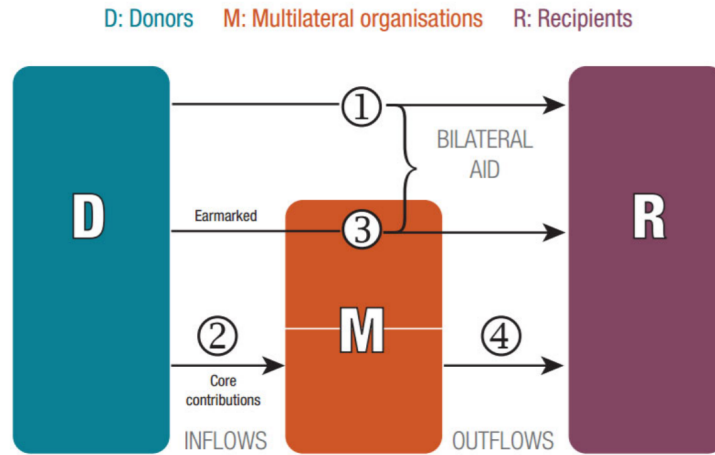 D: Donors M: Multilateral organisations R: Recipients
①
BILATERAL
AID
D
Earmarked
③
R
②
M
④
Core
contributions
INFLOWS
OUTFLOWS